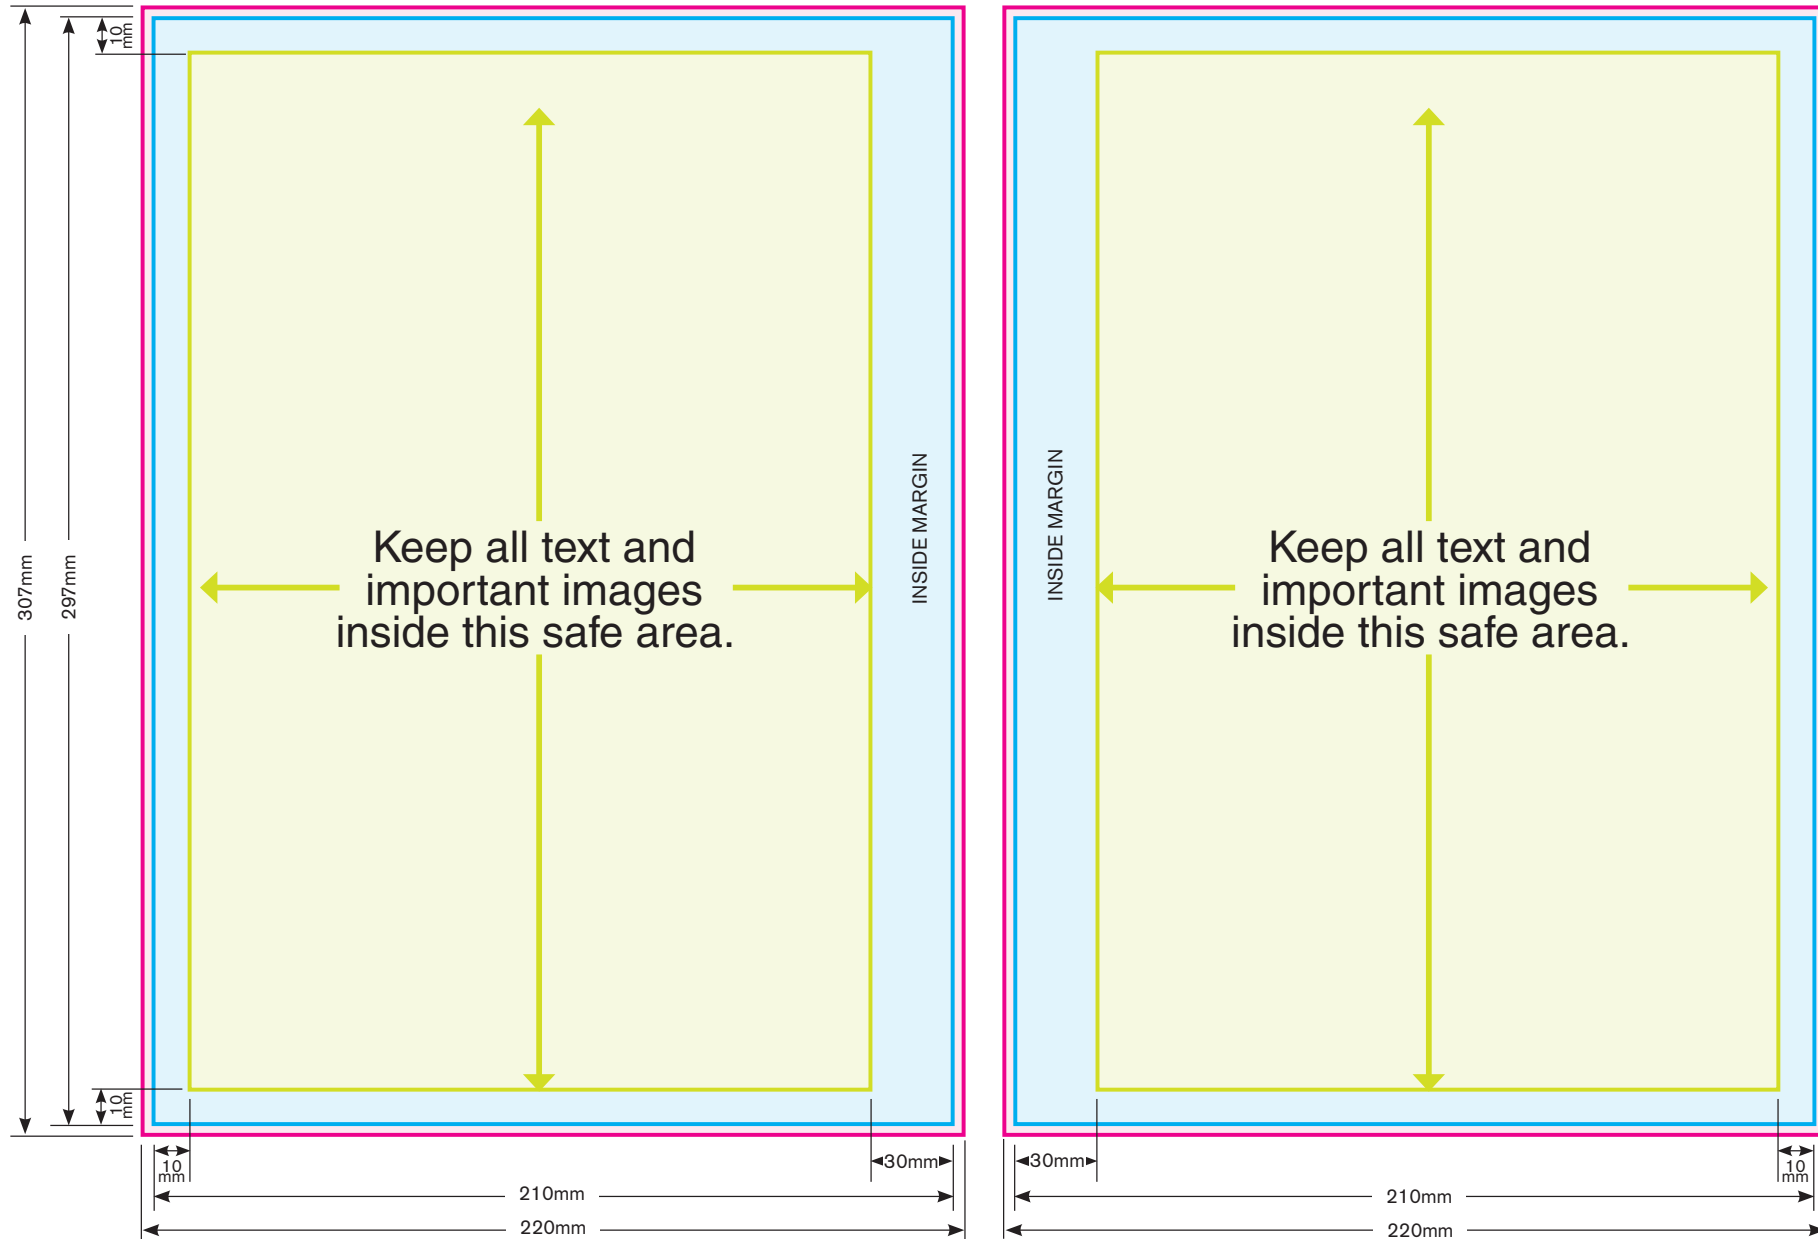 10
mm
307mm
297mm
Keep all text and
important images
inside this safe area.
INSIDE MARGIN
10
mm
10
mm
30mm
210mm
220mm
INSIDE MARGIN
Keep all text and
important images
inside this safe area.
30mm
10
mm
210mm
220mm